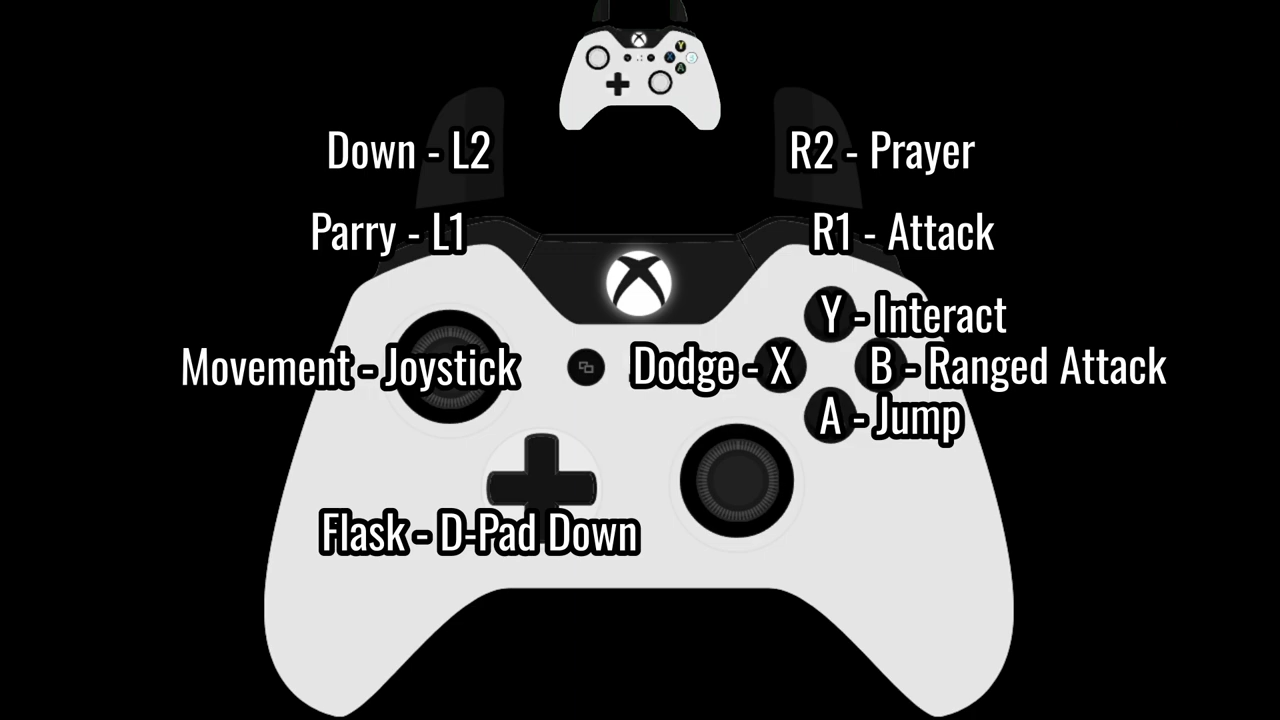 Down - L2
R2 - Prayer
Parry - L1
R1 - Attack
Y - Interact
Movement - Joystick
Dodge - X
B - Ranged Attack
A - Jump
Flask - D-Pad Down
Y
X
A